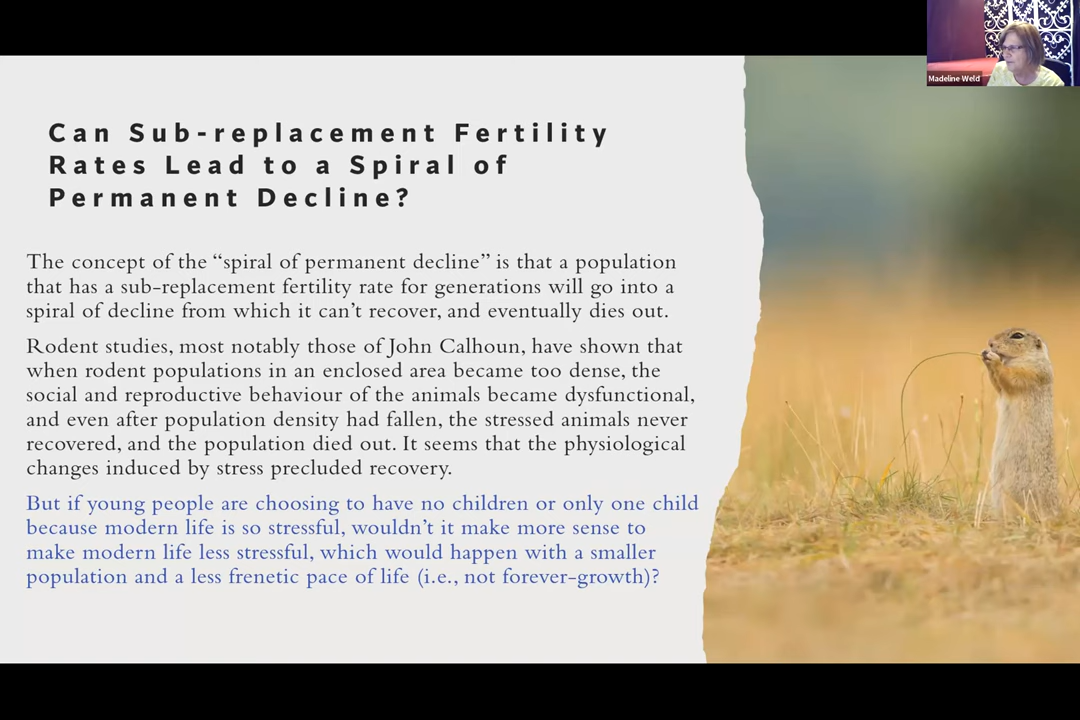 Madeline Weld
Can Sub-replacement Fertility
Rates Lead to a Spiral of
Permanent Decline?
The concept of the “spiral of permanent decline” is that a population
that has a sub-replacement fertility rate for generations will go into a
spiral of decline from which it can’t recover, and eventually dies out.
Rodent studies, most notably those of John Calhoun, have shown that
when rodent populations in an enclosed area became too dense, the
social and reproductive behaviour of the animals became dysfunctional,
and even after population density had fallen, the stressed animals never
recovered, and the population died out. It seems that the physiological
changes induced by stress precluded recovery.
But if young people are choosing to have no children or only one child
because modern life is so stressful, wouldn’t it make more sense to
make modern life less stressful, which would happen with a smaller
population and a less frenetic pace of life (i.e., not forever-growth)?